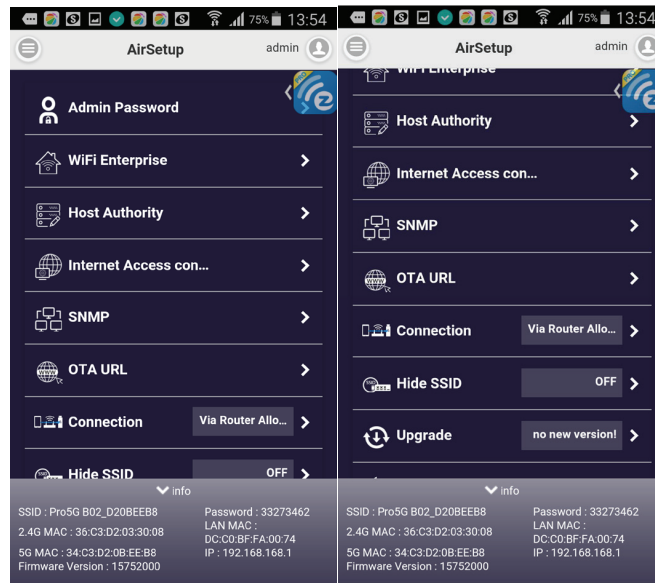 75% 13:54
AirSetup
admin
Admin Password
WiFi Enterprise
Host Authority
Internet Access con...
SNMP
OTA URL
Connection
Via Router Allo...
Hide SSID
OFF
info
SSID : Pro5G B02_D20BEEB8
2.4G MAC : 36:C3:D2:03:30:08
5G MAC : 34:C3:D2:0B:EE:B8
Firmware Version : 15752000
Password : 33273462
LAN MAC :
DC:C0:BF:FA:00:74
IP : 192.168.168.1
75% 13:54
AirSetup
admin
WiFi Enterprise
Host Authority
Internet Access con...
SNMP
OTA URL
Connection
Via Router Allo...
Hide SSID
OFF
Upgrade
no new version!
info
SSID : Pro5G B02_D20BEEB8
2.4G MAC : 36:C3:D2:03:30:08
5G MAC : 34:C3:D2:0B:EE:B8
Firmware Version : 15752000
Password : 33273462
LAN MAC :
DC:C0:BF:FA:00:74
IP : 192.168.168.1